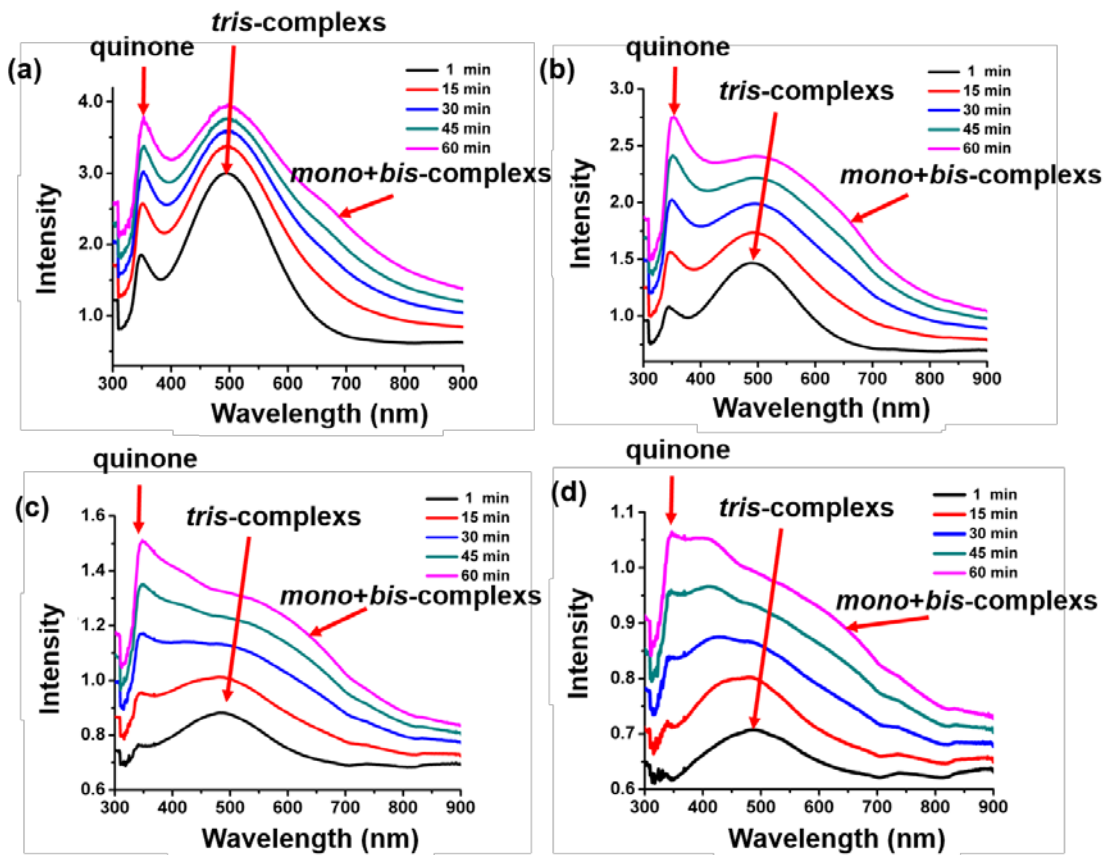 (a)
quinone
tris-complexs
mono+bis-complexs
1 min
15 min
30 min
45 min
60 min
Intensity
4.0
3.0
2.0
1.0
300 400 500 600 700 800 900
Wavelength (nm)
(b)
quinone
tris-complexs
mono+bis-complexs
1 min
15 min
30 min
45 min
60 min
Intensity
3.0
2.5
2.0
1.5
1.0
300 400 500 600 700 800 900
Wavelength (nm)
(c)
quinone
tris-complexs
mono+bis-complexs
1 min
15 min
30 min
45 min
60 min
Intensity
1.6
1.4
1.2
1.0
0.8
0.6
300 400 500 600 700 800 900
Wavelength (nm)
(d)
quinone
tris-complexs
mono+bis-complexs
1 min
15 min
30 min
45 min
60 min
Intensity
1.1
1.0
0.9
0.8
0.7
0.6
300 400 500 600 700 800 900
Wavelength (nm)